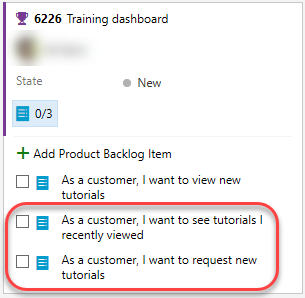 6226 Training dashboard
State
New
0/3
Add Product Backlog Item
As a customer, I want to view new
tutorials
As a customer, I want to see tutorials I
recently viewed
As a customer, I want to request new
tutorials